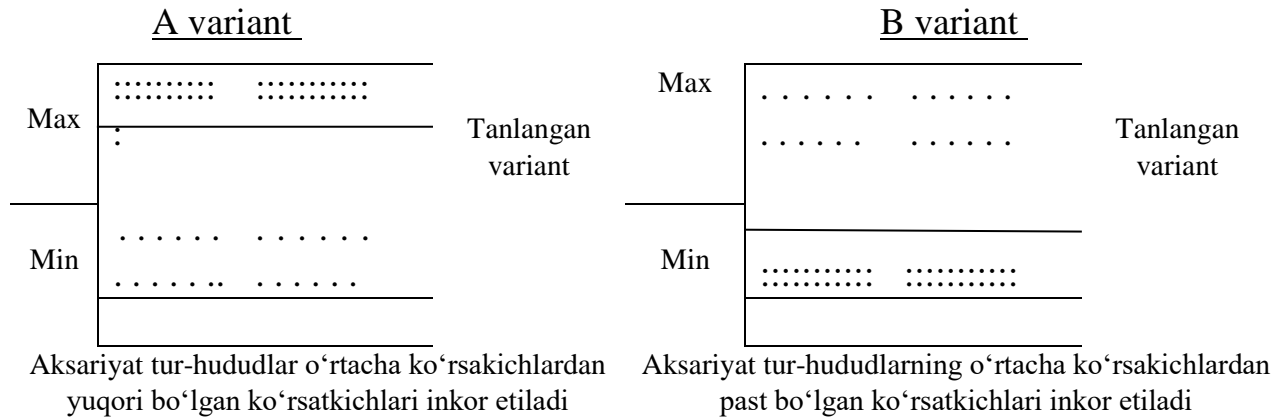 A variant
B variant
Max
Tanlangan
variant
Min
Max
Tanlangan
variant
Min
Aksariyat tur-hududlar o‘rtacha ko‘rsakichlardan
yuqori bo‘lgan ko‘rsatkichlari inkor etiladi
Aksariyat tur-hududlarning o‘rtacha ko‘rsakichlardan
past bo‘lgan ko‘rsatkichlari inkor etiladi